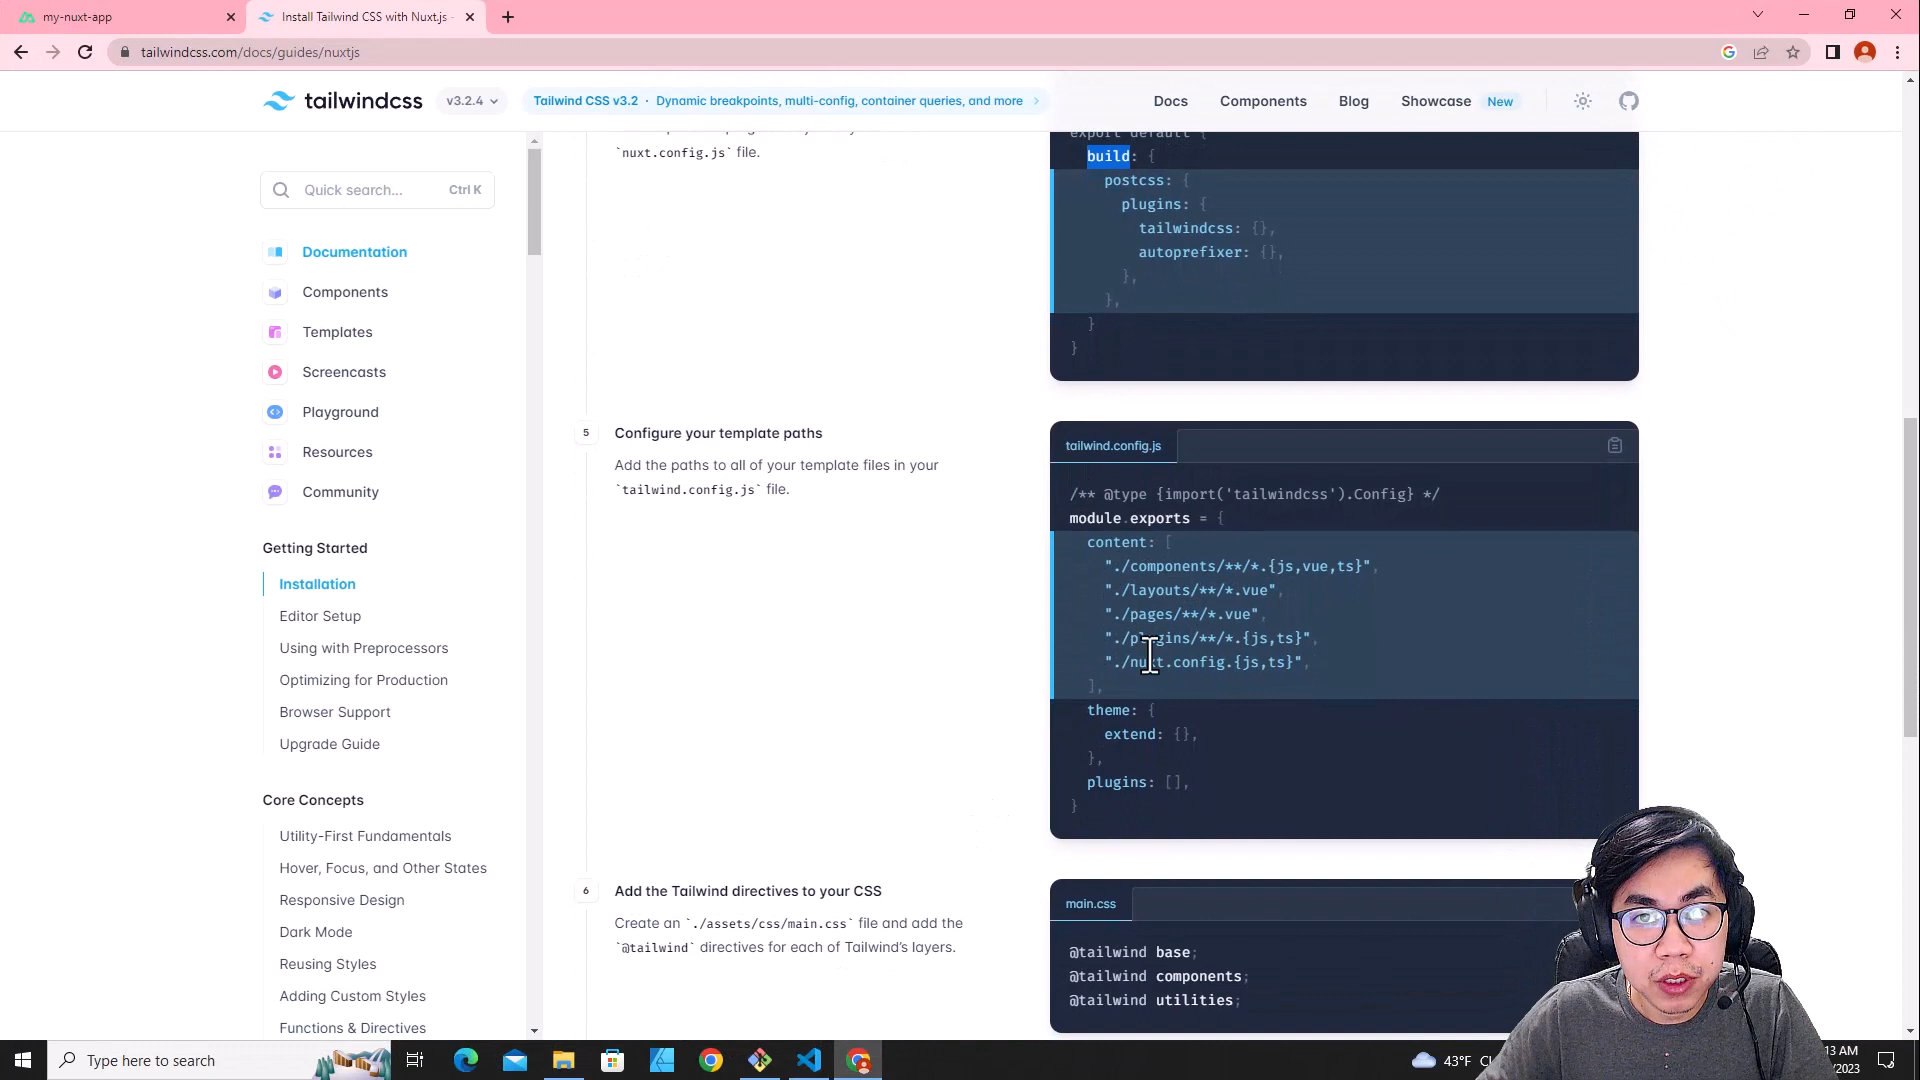 my-nuxt-app
Install Tailwind CSS with Nuxt.js -
tailwindcss.com/docs/guides/nuxtjs
tailwindcss
v3.2.4
Tailwind CSS v3.2 · Dynamic breakpoints, multi-config, container queries, and more
Docs
Components
Blog
Showcase
New
Quick search...
Ctrl K
Documentation
Components
Templates
Screencasts
Playground
Resources
Community
Getting Started
Installation
Editor Setup
Using with Preprocessors
Optimizing for Production
Browser Support
Upgrade Guide
Core Concepts
Utility-First Fundamentals
Hover, Focus, and Other States
Responsive Design
Dark Mode
Reusing Styles
Adding Custom Styles
Functions & Directives
`nuxt.config.js` file.
export default {
build: {
postcss: {
plugins: {
tailwindcss: {},
autoprefixer: {},
},
},
}
}
5
Configure your template paths
Add the paths to all of your template files in your
`tailwind.config.js` file.
tailwind.config.js
/** @type {import('tailwindcss').Config} */
module.exports = {
content: [
"./components/**/*.{js,vue,ts}",
"./layouts/**/*.vue",
"./pages/**/*.vue",
"./plugins/**/*.{js,ts}",
"./nuxt.config.{js,ts}",
],
theme: {
extend: {},
},
plugins: [],
}
6
Add the Tailwind directives to your CSS
Create an `./assets/css/main.css` file and add the
`@tailwind` directives for each of Tailwind's layers.
main.css
@tailwind base;
@tailwind components;
@tailwind utilities;
Type here to search
43°F
13 AM
/2023